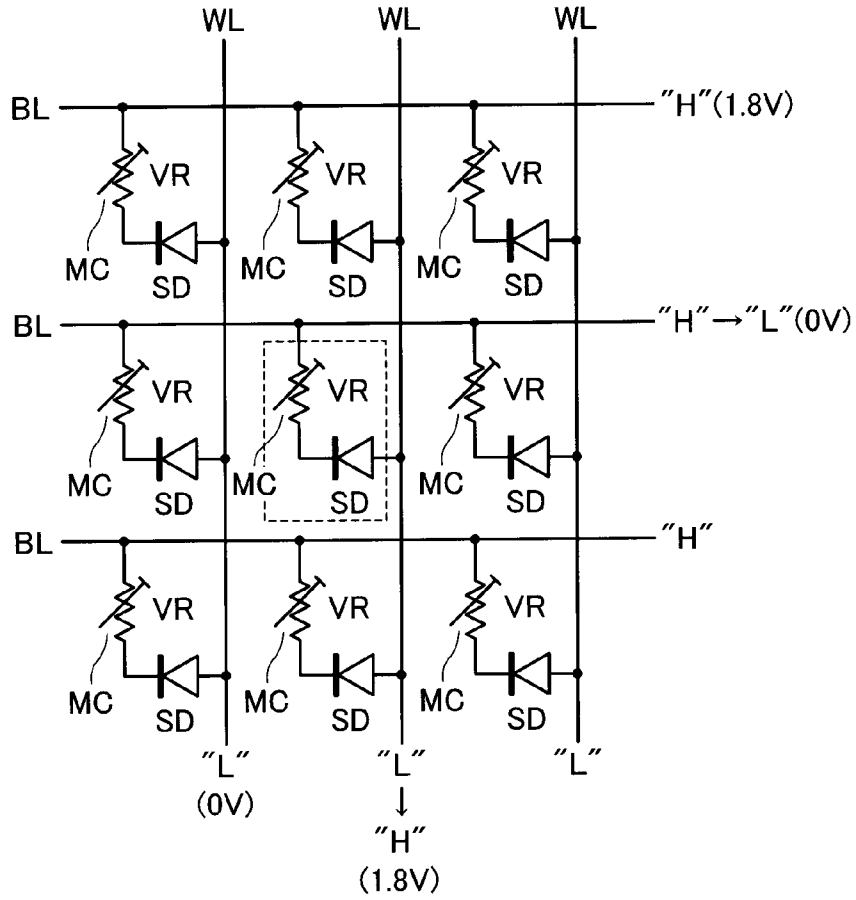 WL WL WL
BL "H"(1.8V)
VR VR VR
MC MC MC
SD SD SD
BL "H"→"L"(0V)
VR VR VR
MC MC MC
SD SD SD
BL "H"
VR VR VR
MC MC MC
SD SD SD
"L" "L" "L"
(0V) ↓
"H"
(1.8V)